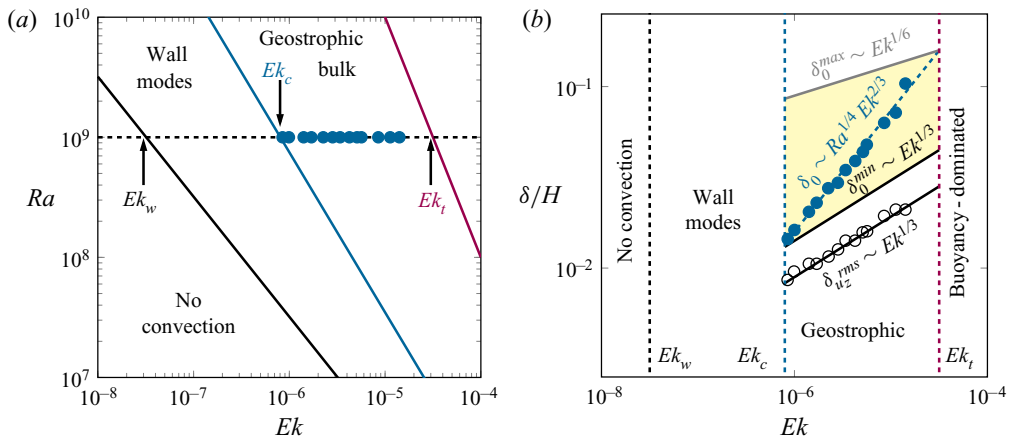 (a)
10^10
10^9
10^8
10^7
Ra
Wall
modes
Geostrophic
bulk
Ek_c
Ek_w
Ek_t
No
convection
10^−8
10^−7
10^−6
10^−5
10^−4
Ek
(b)
10^−1
10^−2
δ/H
No convection
Wall
modes
δ_0^max ~ Ek^1/6
δ_0 ~ Ra^1/4 Ek^2/3
δ_0^min ~ Ek^1/3
δ_{u_z}^rms ~ Ek^1/3
Buoyancy - dominated
Geostrophic
Ek_w
Ek_c
Ek_t
10^−8
10^−6
10^−4
Ek